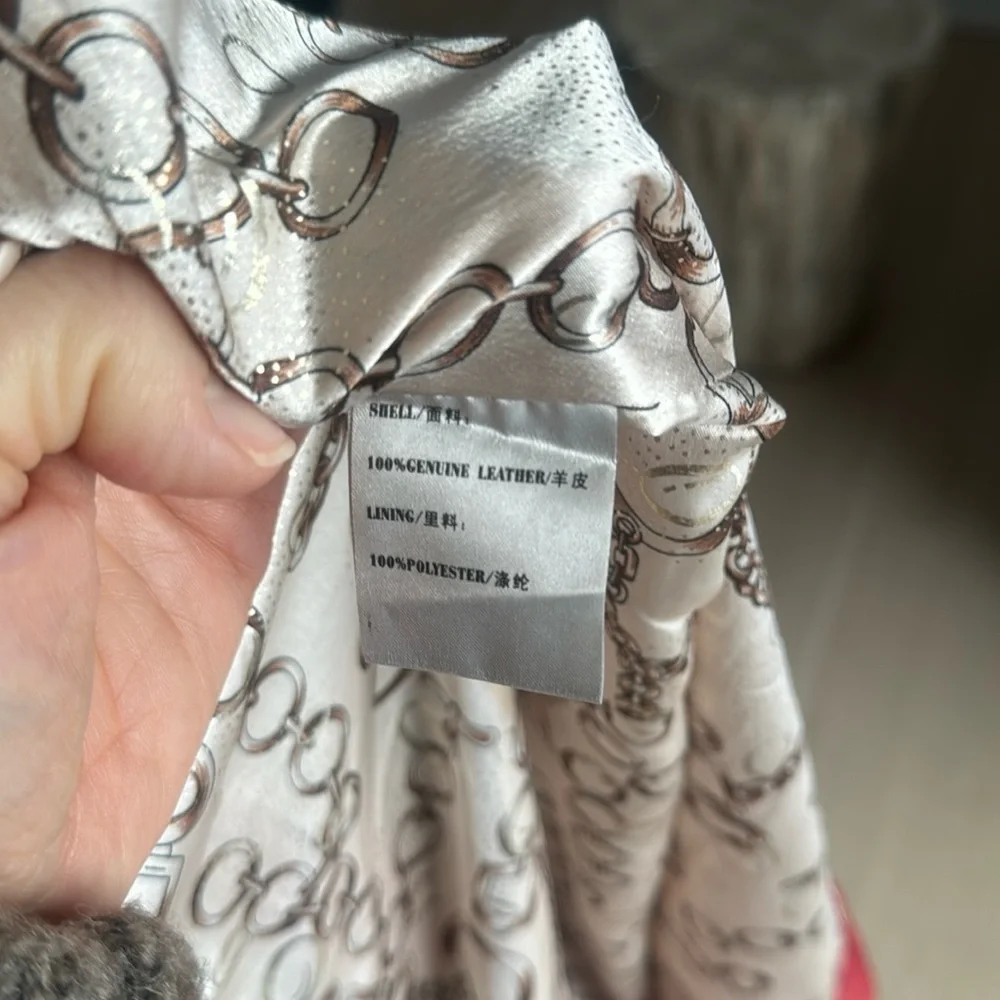 SHELL/面料:
100%GENUINE LEATHER/羊皮
LINING/里料:
100%POLYESTER/涤纶